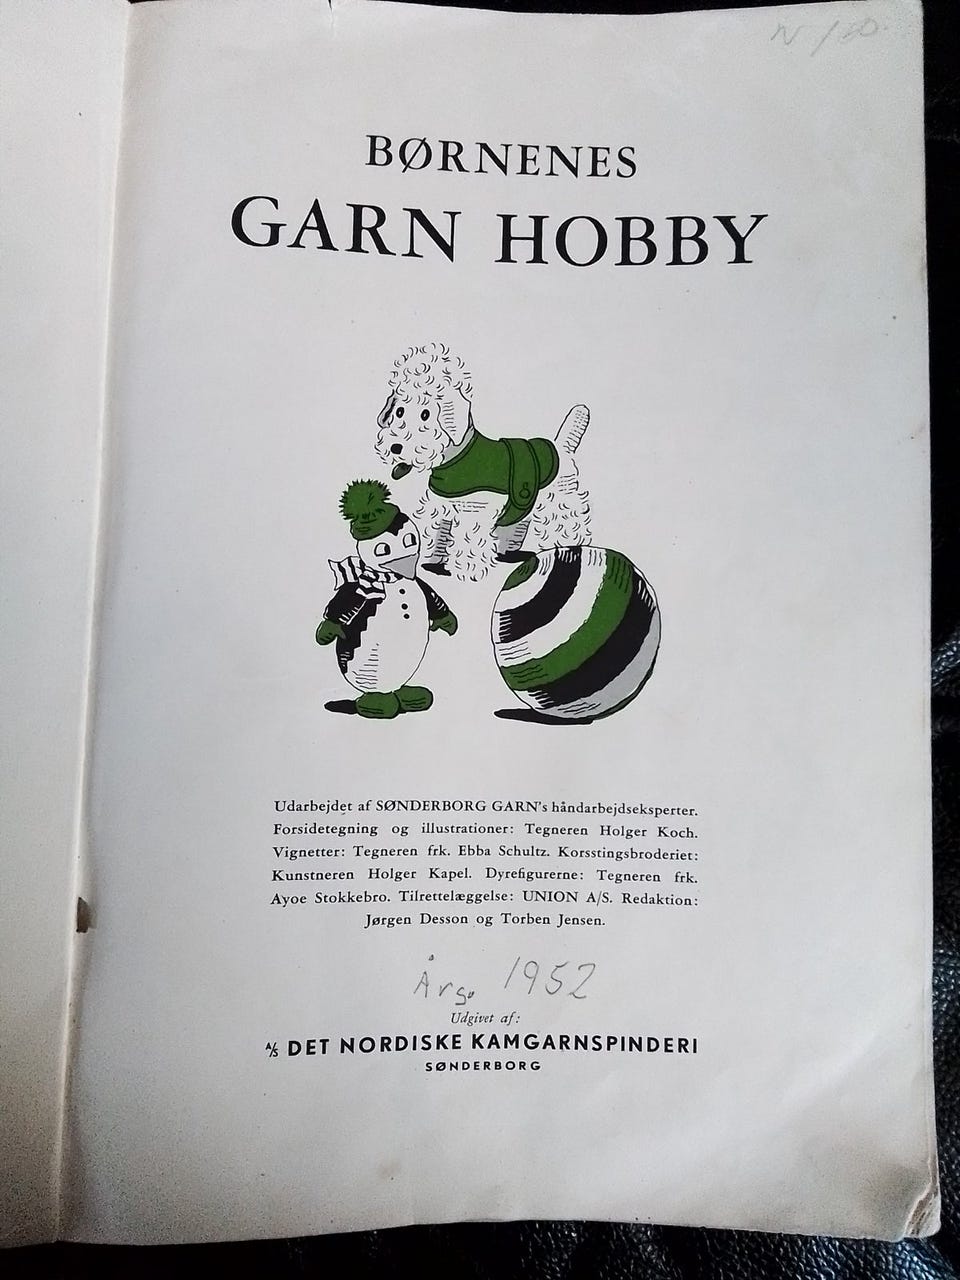 BØRNENES
GARN HOBBY
Udarbejdet af SØNDERBORG GARN's håndarbejdseksperter.
Forsidetegning og illustrationer: Tegneren Holger Koch.
Vignetter: Tegneren frk. Ebba Schultz. Korsstingsbroderiet:
Kunstneren Holger Kapel. Dyrefigurerne: Tegneren frk.
Ayoe Stokkebro. Tilrettelæggelse: UNION A/S. Redaktion:
Jørgen Desson og Torben Jensen.
Årg. 1952
Udgivet af:
A/S DET NORDISKE KAMGARNSPINDERI
SØNDERBORG